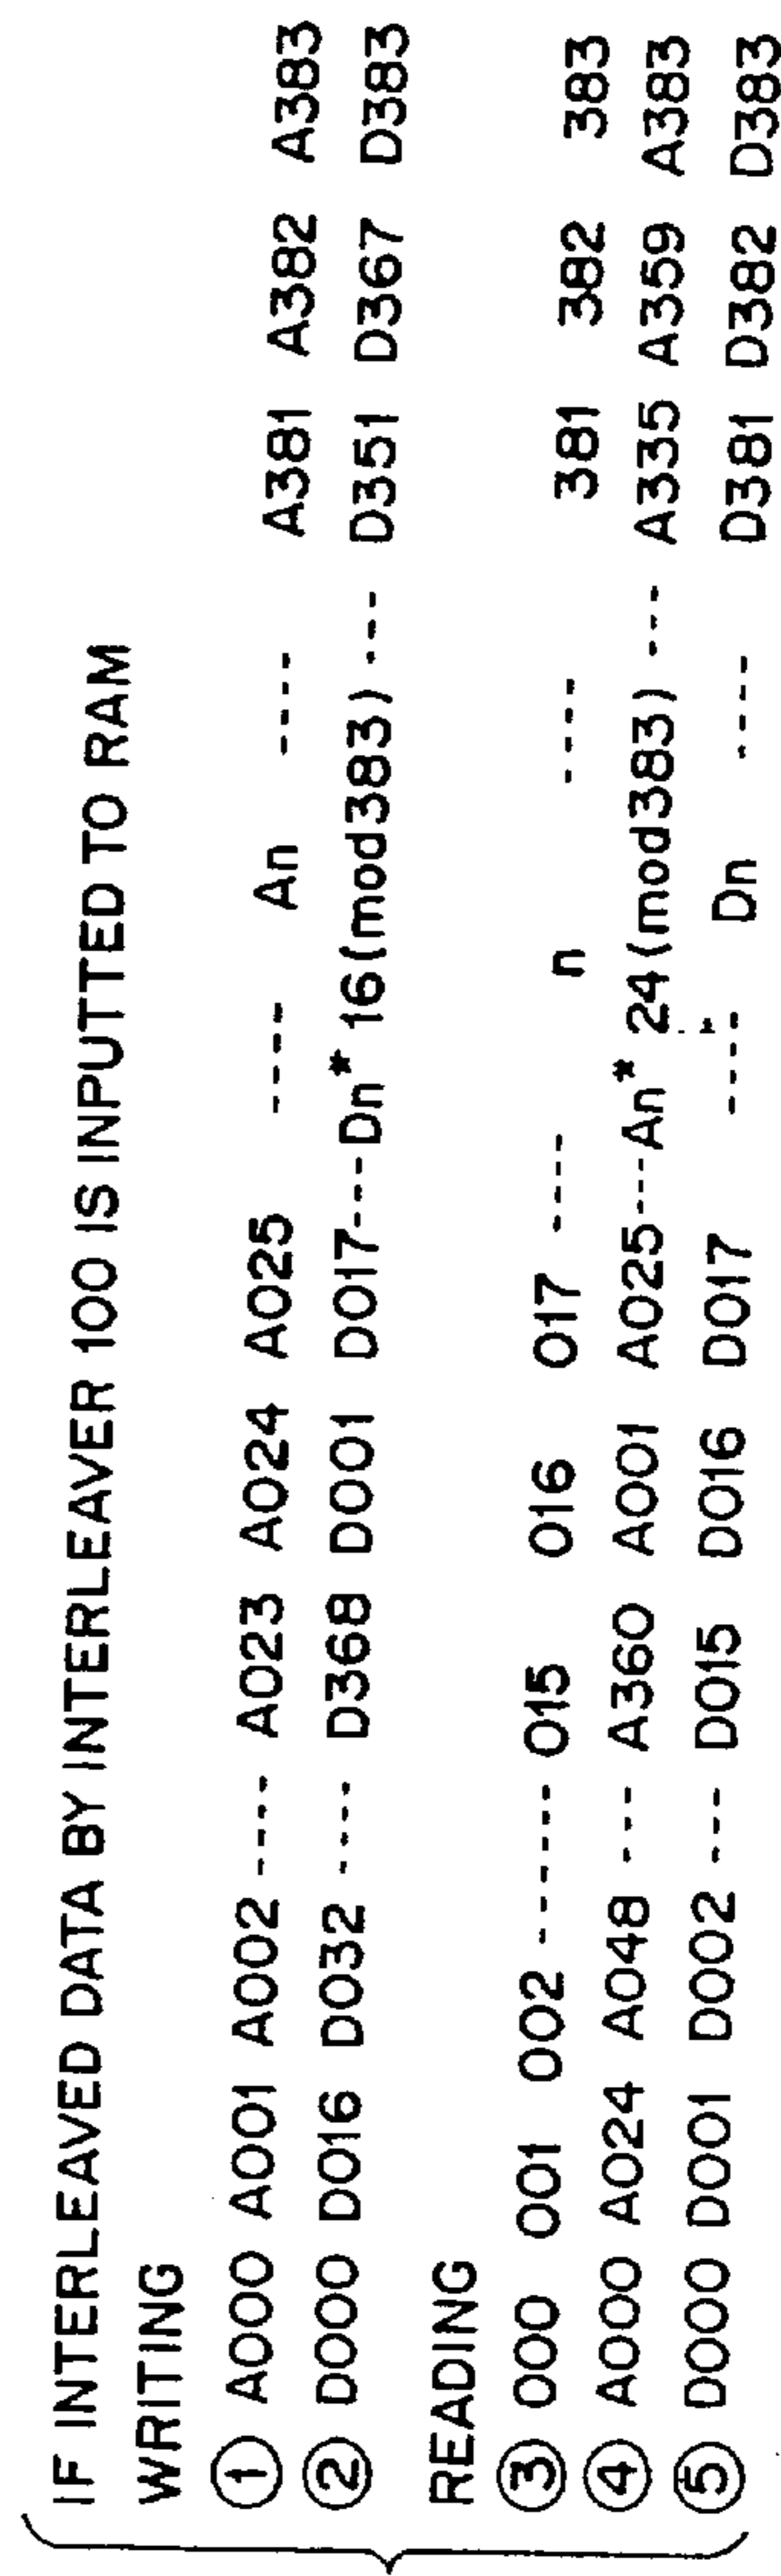 IF INTERLEAVED DATA BY INTERLEAVER 100 IS INPUTTED TO RAM
WRITING
① A000 A001 A002 ---- A023 A024 A025 ---- An ---- A381 A382 A383
② D000 D016 D032 ---- D368 D001 D017---Dn* 16(mod383) --- D351 D367 D383
READING
③ 000 001 002 ------ 015 016 017 ---- n ---- 381 382 383
④ A000 A024 A048 --- A360 A001 A025---An* 24(mod383) --- A335 A359 A383
⑤ D000 D001 D002 --- D015 D016 D017 ---- Dn ---- D381 D382 D383